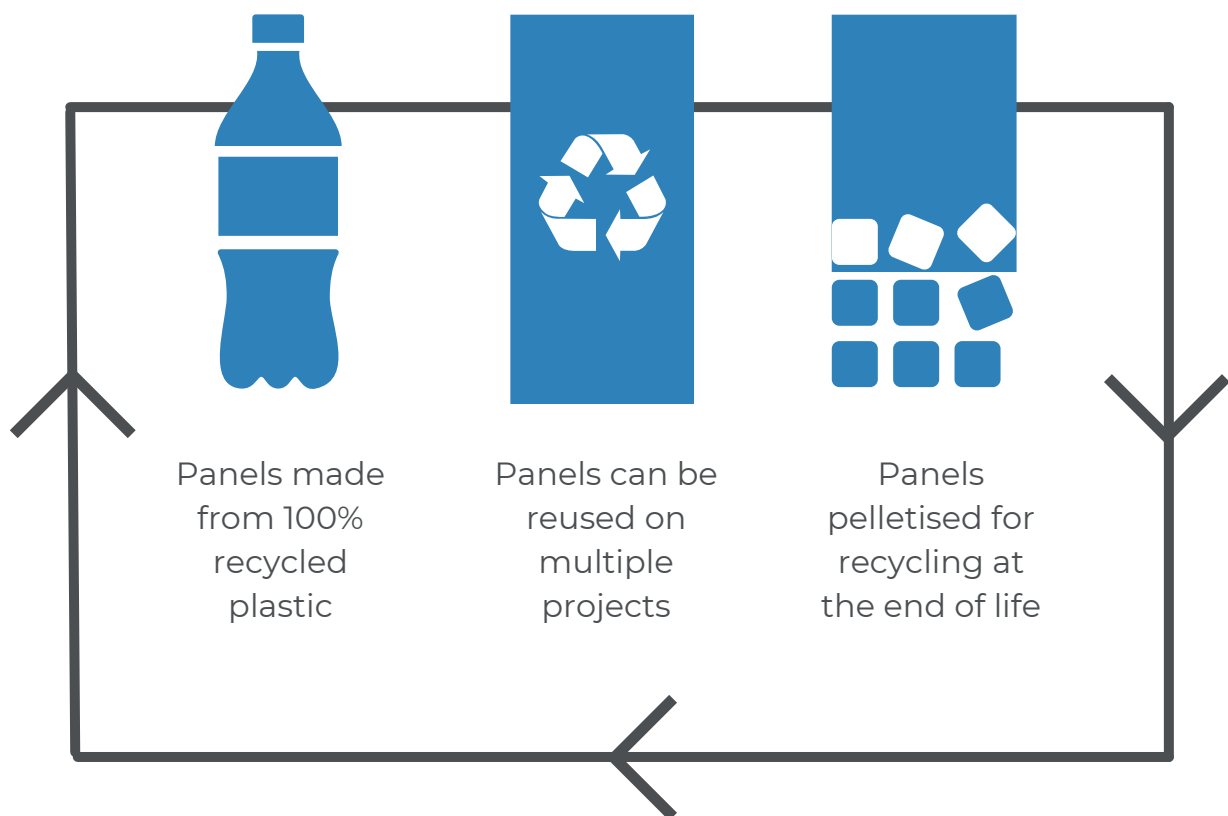 Panels made
from 100%
recycled
plastic
Panels can be
reused on
multiple
projects
Panels
pelletised for
recycling at
the end of life